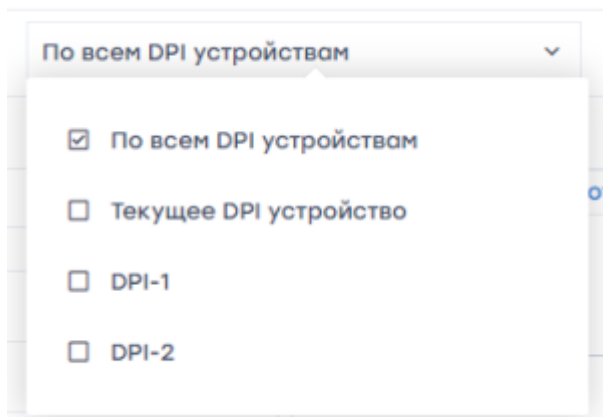 По всем DPI устройствам
По всем DPI устройствам
Текущее DPI устройство
DPI-1
DPI-2